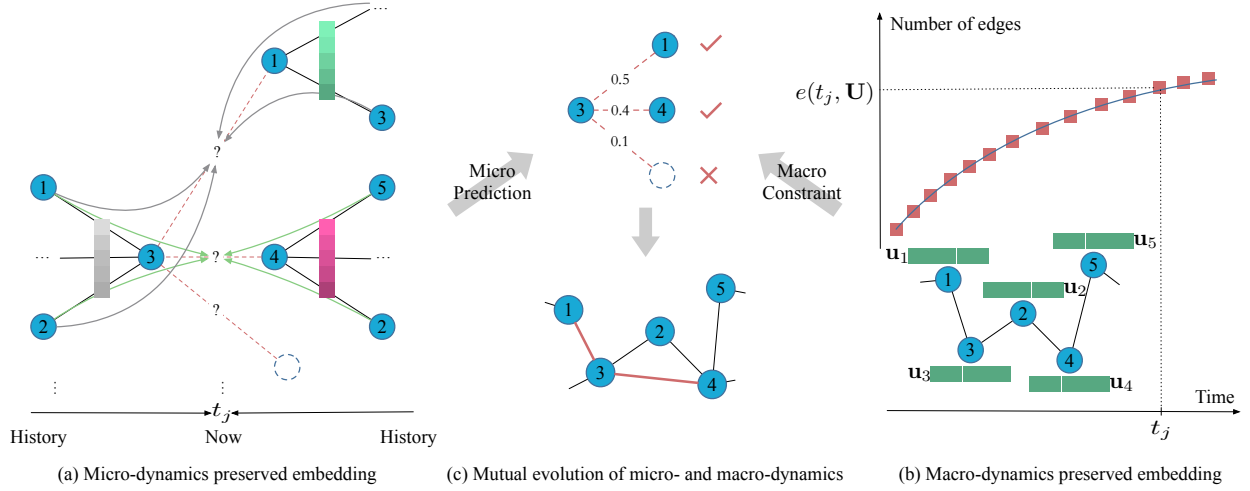 ...
1
3
?
1
5
3
?
4
...
...
2
?
2
⋮
⋮
t_j
History
Now
History
(a) Micro-dynamics preserved embedding
1
0.5
3
0.4
4
0.1
Micro
Prediction
Macro
Constraint
1
5
2
3
4
(c) Mutual evolution of micro- and macro-dynamics
Number of edges
e(t_j, U)
u_1
u_5
1
5
u_2
2
3
4
u_3
u_4
Time
t_j
(b) Macro-dynamics preserved embedding